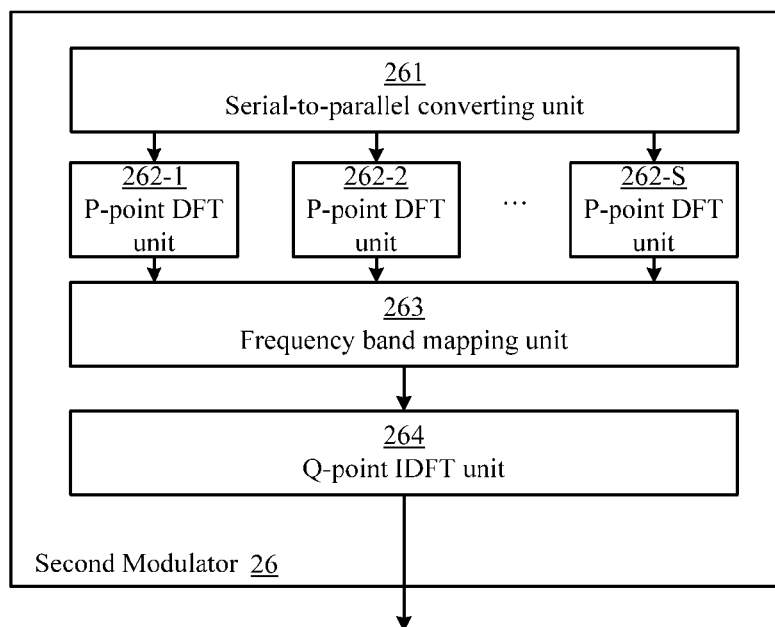 261
Serial-to-parallel converting unit
262-1
P-point DFT
unit
262-2
P-point DFT
unit
…
262-S
P-point DFT
unit
263
Frequency band mapping unit
264
Q-point IDFT unit
Second Modulator 26